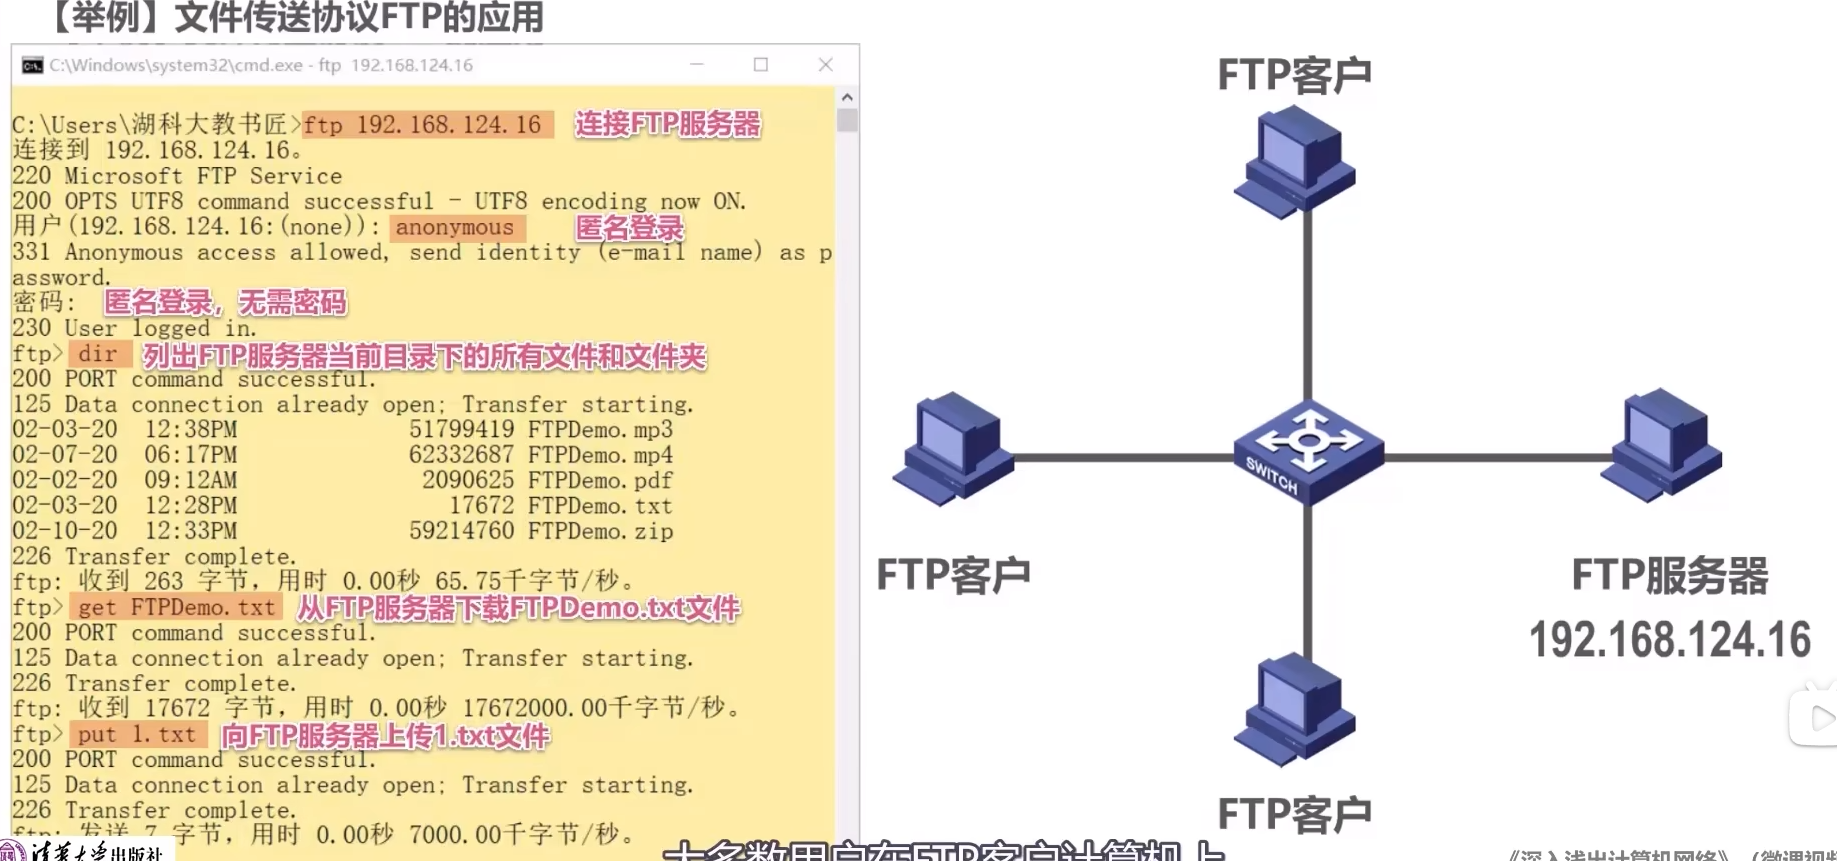 【举例】文件传送协议FTP的应用
C:\Windows\system32\cmd.exe - ftp 192.168.124.16
C:\Users\湖科大教书匠>ftp 192.168.124.16 连接FTP服务器
连接到 192.168.124.16。
220 Microsoft FTP Service
200 OPTS UTF8 command successful - UTF8 encoding now ON.
用户(192.168.124.16:(none)): anonymous 匿名登录
331 Anonymous access allowed, send identity (e-mail name) as p
assword.
密码: 匿名登录，无需密码
230 User logged in.
ftp> dir 列出FTP服务器当前目录下的所有文件和文件夹
200 PORT command successful.
125 Data connection already open; Transfer starting.
02-03-20 12:38PM 51799419 FTPDemo.mp3
02-07-20 06:17PM 62332687 FTPDemo.mp4
02-02-20 09:12AM 2090625 FTPDemo.pdf
02-03-20 12:28PM 17672 FTPDemo.txt
02-10-20 12:33PM 59214760 FTPDemo.zip
226 Transfer complete.
ftp: 收到 263 字节，用时 0.00秒 65.75千字节/秒。
ftp> get FTPDemo.txt 从FTP服务器下载FTPDemo.txt文件
200 PORT command successful.
125 Data connection already open; Transfer starting.
226 Transfer complete.
ftp: 收到 17672 字节，用时 0.00秒 17672000.00千字节/秒。
ftp> put 1.txt 向FTP服务器上传1.txt文件
200 PORT command successful.
125 Data connection already open; Transfer starting.
226 Transfer complete.
ftp: 发送 7 字节，用时 0.00秒 7000.00千字节/秒。
清华大学出版社
FTP客户
SWITCH
FTP客户
FTP服务器
192.168.124.16
FTP客户
大多数用户在FTP客户计算机上
《深入浅出计算机网络》（微课视频